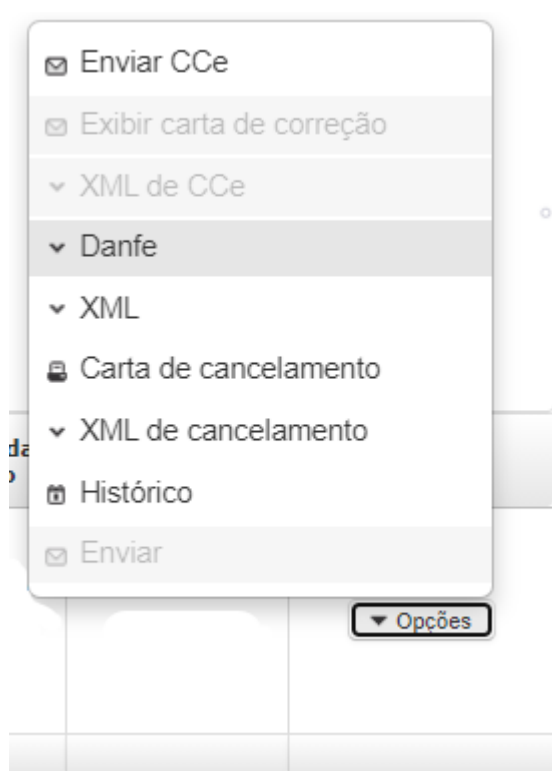 Enviar CCe
Exibir carta de correção
XML de CCe
Danfe
XML
Carta de cancelamento
XML de cancelamento
Histórico
Enviar
Opções